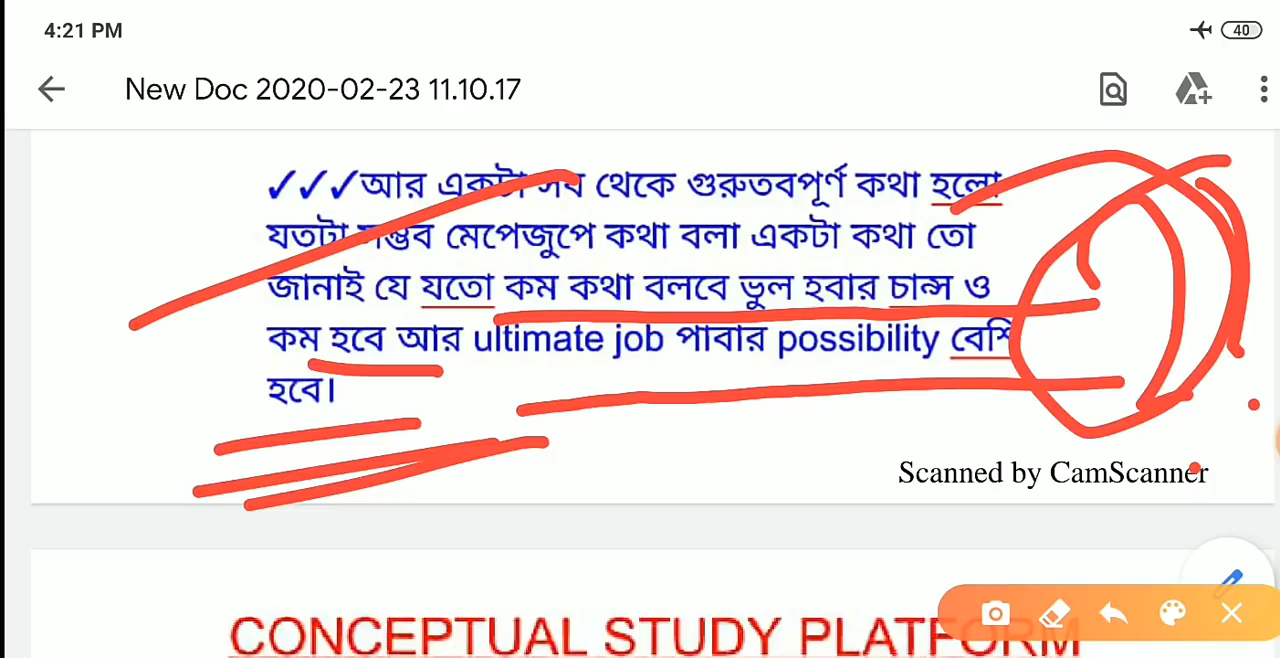 4:21 PM
40
New Doc 2020-02-23 11.10.17
✓✓✓আর একটা সব থেকে গুরুতবপূর্ণ কথা হলো
যতটা সম্ভব মেপেজুপে কথা বলা একটা কথা তো
জানাই যে যতো কম কথা বলবে ভুল হবার চান্স ও
কম হবে আর ultimate job পাবার possibility বেশি
হবে।
Scanned by CamScanner
CONCEPTUAL STUDY PLATFORM